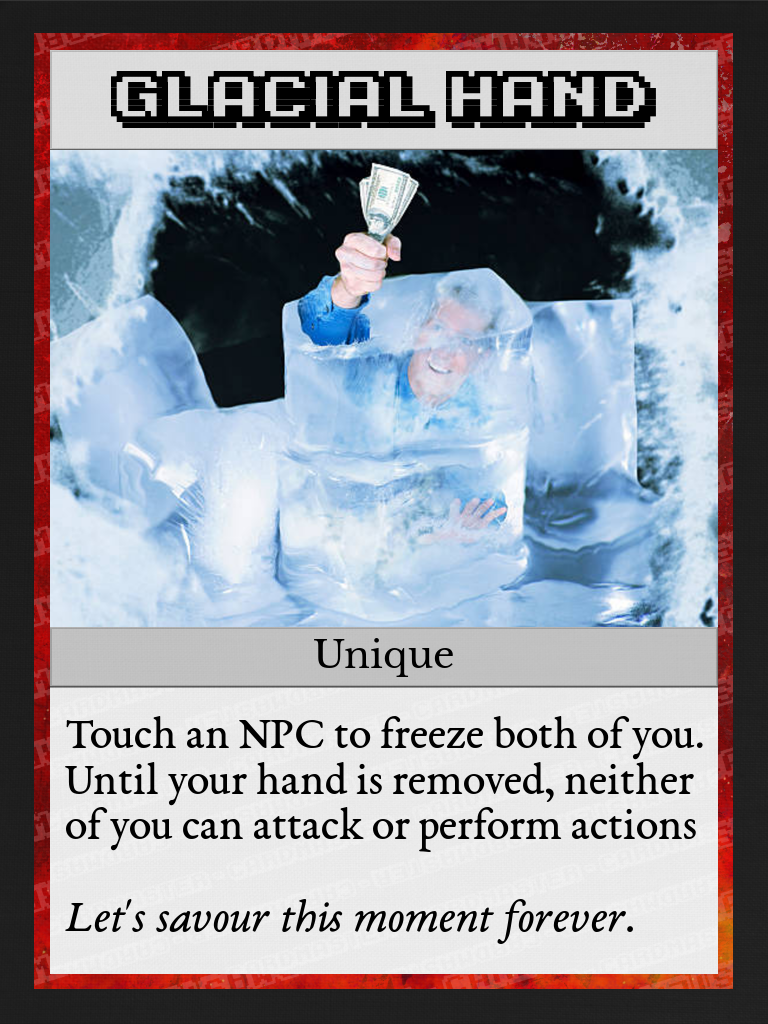 GLACIAL HAND
Unique
Touch an NPC to freeze both of you.
Until your hand is removed, neither
of you can attack or perform actions
Let's savour this moment forever.